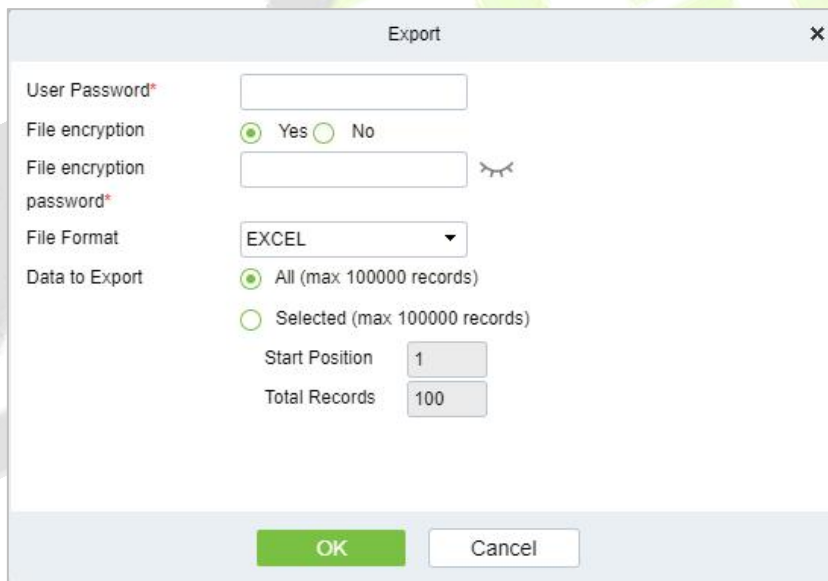 Export
User Password*
File encryption
Yes No
File encryption
password*
File Format
EXCEL
Data to Export
All (max 100000 records)
Selected (max 100000 records)
Start Position
1
Total Records
100
OK
Cancel